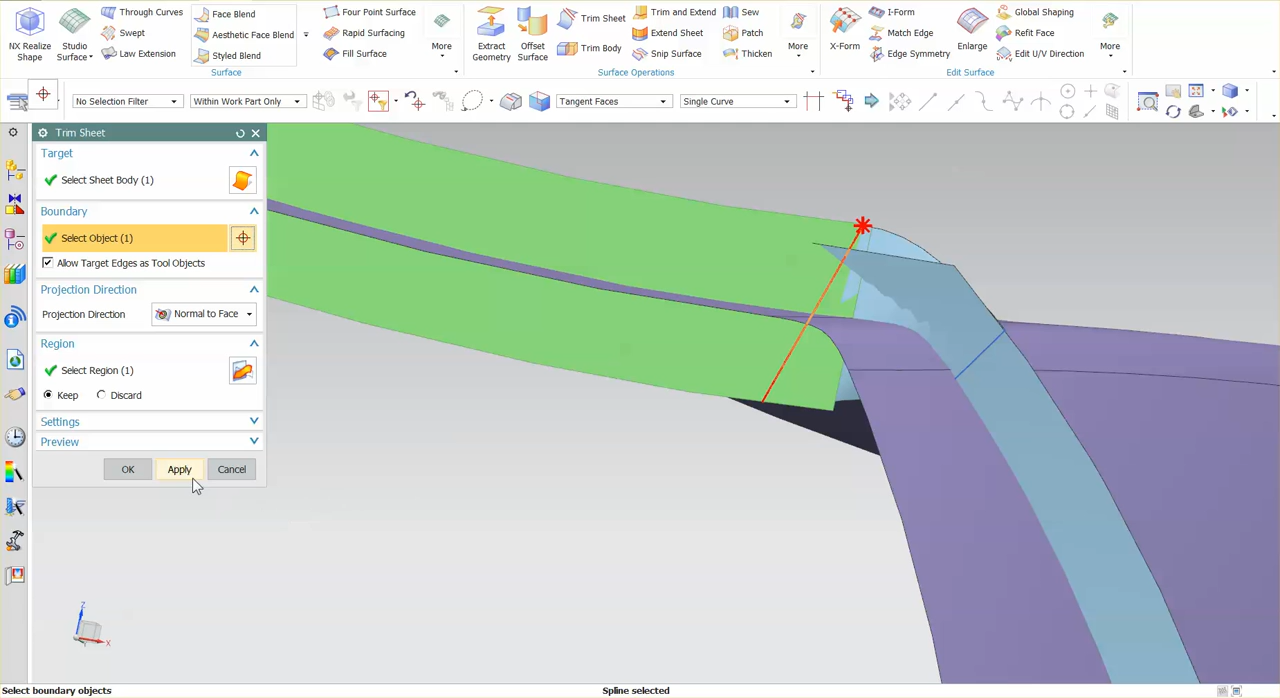 Through Curves
Swept
Law Extension
Face Blend
Aesthetic Face Blend
Styled Blend
Four Point Surface
Rapid Surfacing
Fill Surface
NX Realize
Shape
Studio
Surface
More
Surface
Extract
Geometry
Offset
Surface
Trim Sheet
Trim Body
Trim and Extend
Extend Sheet
Snip Surface
Sew
Patch
Thicken
More
Surface Operations
X-Form
I-Form
Match Edge
Edge Symmetry
Enlarge
Global Shaping
Refit Face
Edit U/V Direction
More
Edit Surface
No Selection Filter
Within Work Part Only
Tangent Faces
Single Curve
Trim Sheet
Target
Select Sheet Body (1)
Boundary
Select Object (1)
Allow Target Edges as Tool Objects
Projection Direction
Projection Direction
Normal to Face
Region
Select Region (1)
Keep
Discard
Settings
Preview
OK
Apply
Cancel
Z
X
Select boundary objects
Spline selected